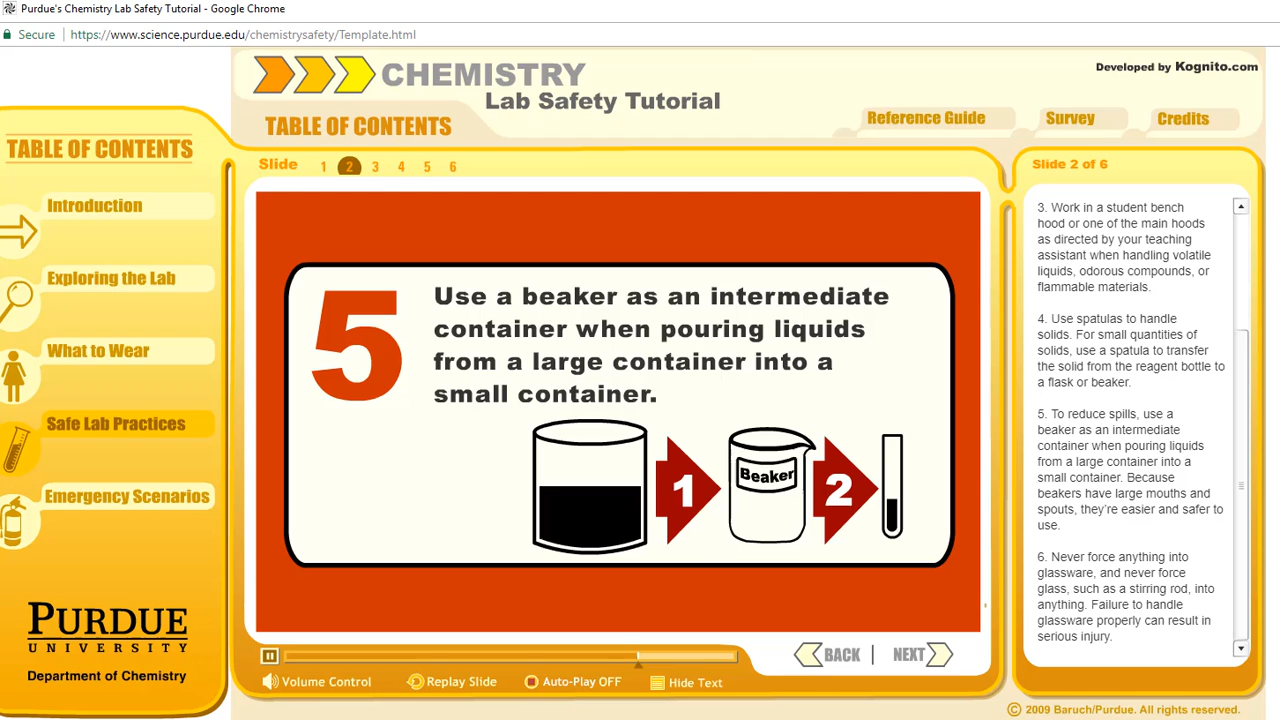 Purdue's Chemistry Lab Safety Tutorial - Google Chrome
Secure
https://www.science.purdue.edu/chemistrysafety/Template.html
CHEMISTRY
Lab Safety Tutorial
Developed by Kognito.com
TABLE OF CONTENTS
Reference Guide
Survey
Credits
TABLE OF CONTENTS
Introduction
Exploring the Lab
What to Wear
Safe Lab Practices
Emergency Scenarios
PURDUE
UNIVERSITY
Department of Chemistry
Slide 1 2 3 4 5 6
5
Use a beaker as an intermediate
container when pouring liquids
from a large container into a
small container.
1
Beaker
2
BACK | NEXT
Volume Control
Replay Slide
Auto-Play OFF
Hide Text
Slide 2 of 6
3. Work in a student bench
hood or one of the main hoods
as directed by your teaching
assistant when handling volatile
liquids, odorous compounds, or
flammable materials.
4. Use spatulas to handle
solids. For small quantities of
solids, use a spatula to transfer
the solid from the reagent bottle to
a flask or beaker.
5. To reduce spills, use a
beaker as an intermediate
container when pouring liquids
from a large container into a
small container. Because
beakers have large mouths and
spouts, they're easier and safer to
use.
6. Never force anything into
glassware, and never force
glass, such as a stirring rod, into
anything. Failure to handle
glassware properly can result in
serious injury.
© 2009 Baruch/Purdue. All rights reserved.